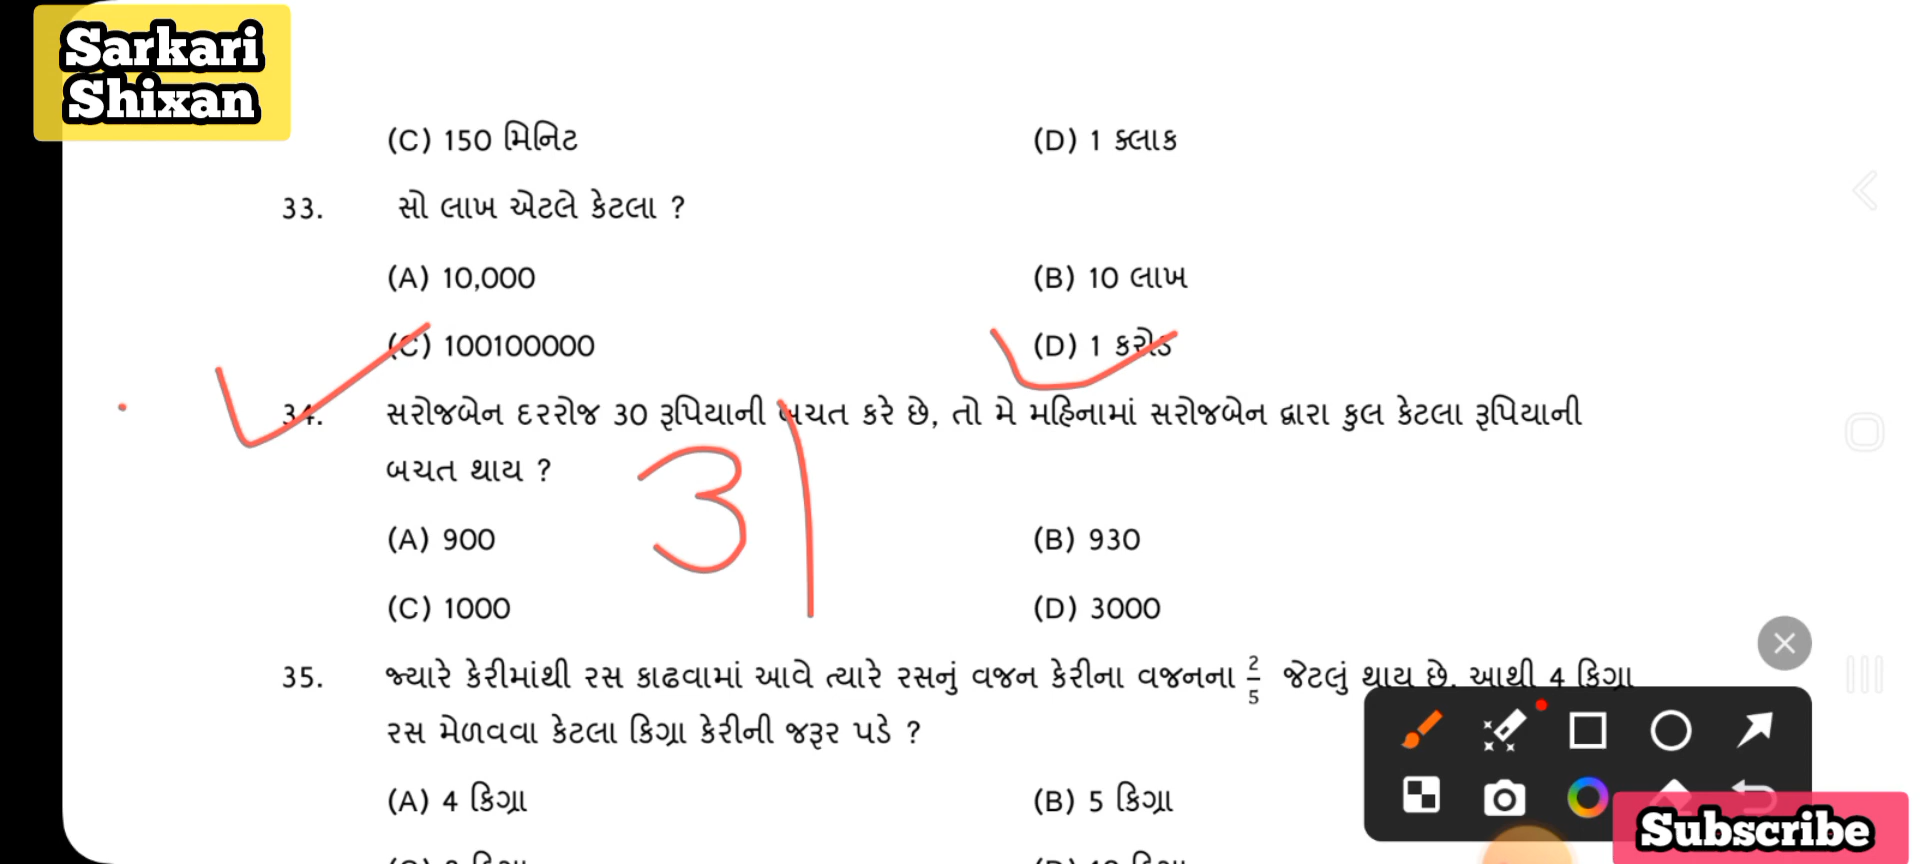 Sarkari
Shixan
(C) 150 મિનિટ (D) 1 ક્લાક
33. સો લાખ એટલે કેટલા ?
(A) 10,000 (B) 10 લાખ
(C) 100100000 (D) 1 કરોડ
34. સરોજબેન દરરોજ 30 રૂપિયાની બચત કરે છે, તો મે મહિનામાં સરોજબેન દ્વારા કુલ કેટલા રૂપિયાની
બચત થાય ?
31
(A) 900 (B) 930
(C) 1000 (D) 3000
35. જ્યારે કેરીમાંથી રસ કાઢવામાં આવે ત્યારે રસનું વજન કેરીના વજનના 2/5 જેટલું થાય છે. આથી 4 કિગ્રા
રસ મેળવવા કેટલા કિગ્રા કેરીની જરૂર પડે ?
(A) 4 કિગ્રા (B) 5 કિગ્રા
Subscribe